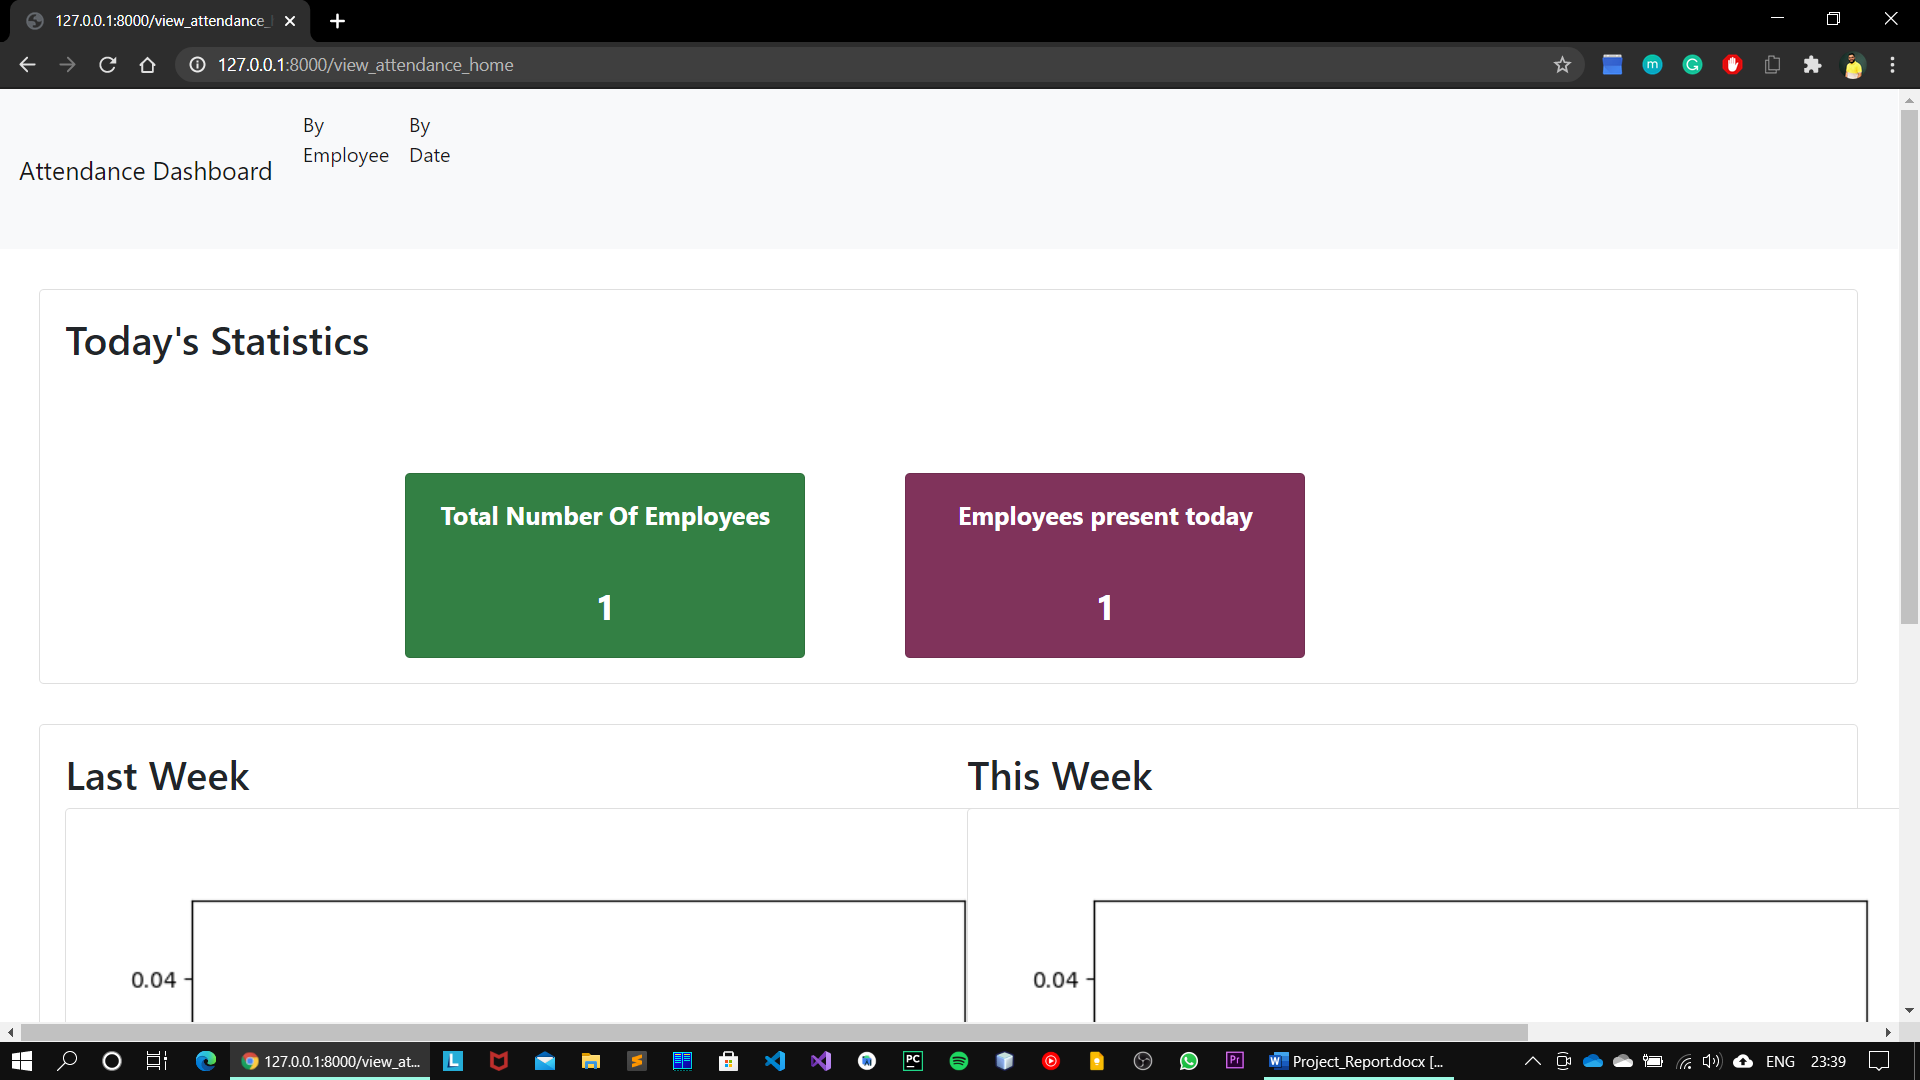 127.0.0.1:8000/view_attendance_
127.0.0.1:8000/view_attendance_home
By Employee
By Date
Attendance Dashboard
Today's Statistics
Total Number Of Employees
Employees present today
1
1
Last Week
This Week
0.04
0.04
127.0.0.1:8000/view_at...
Project_Report.docx [...
ENG
23:39